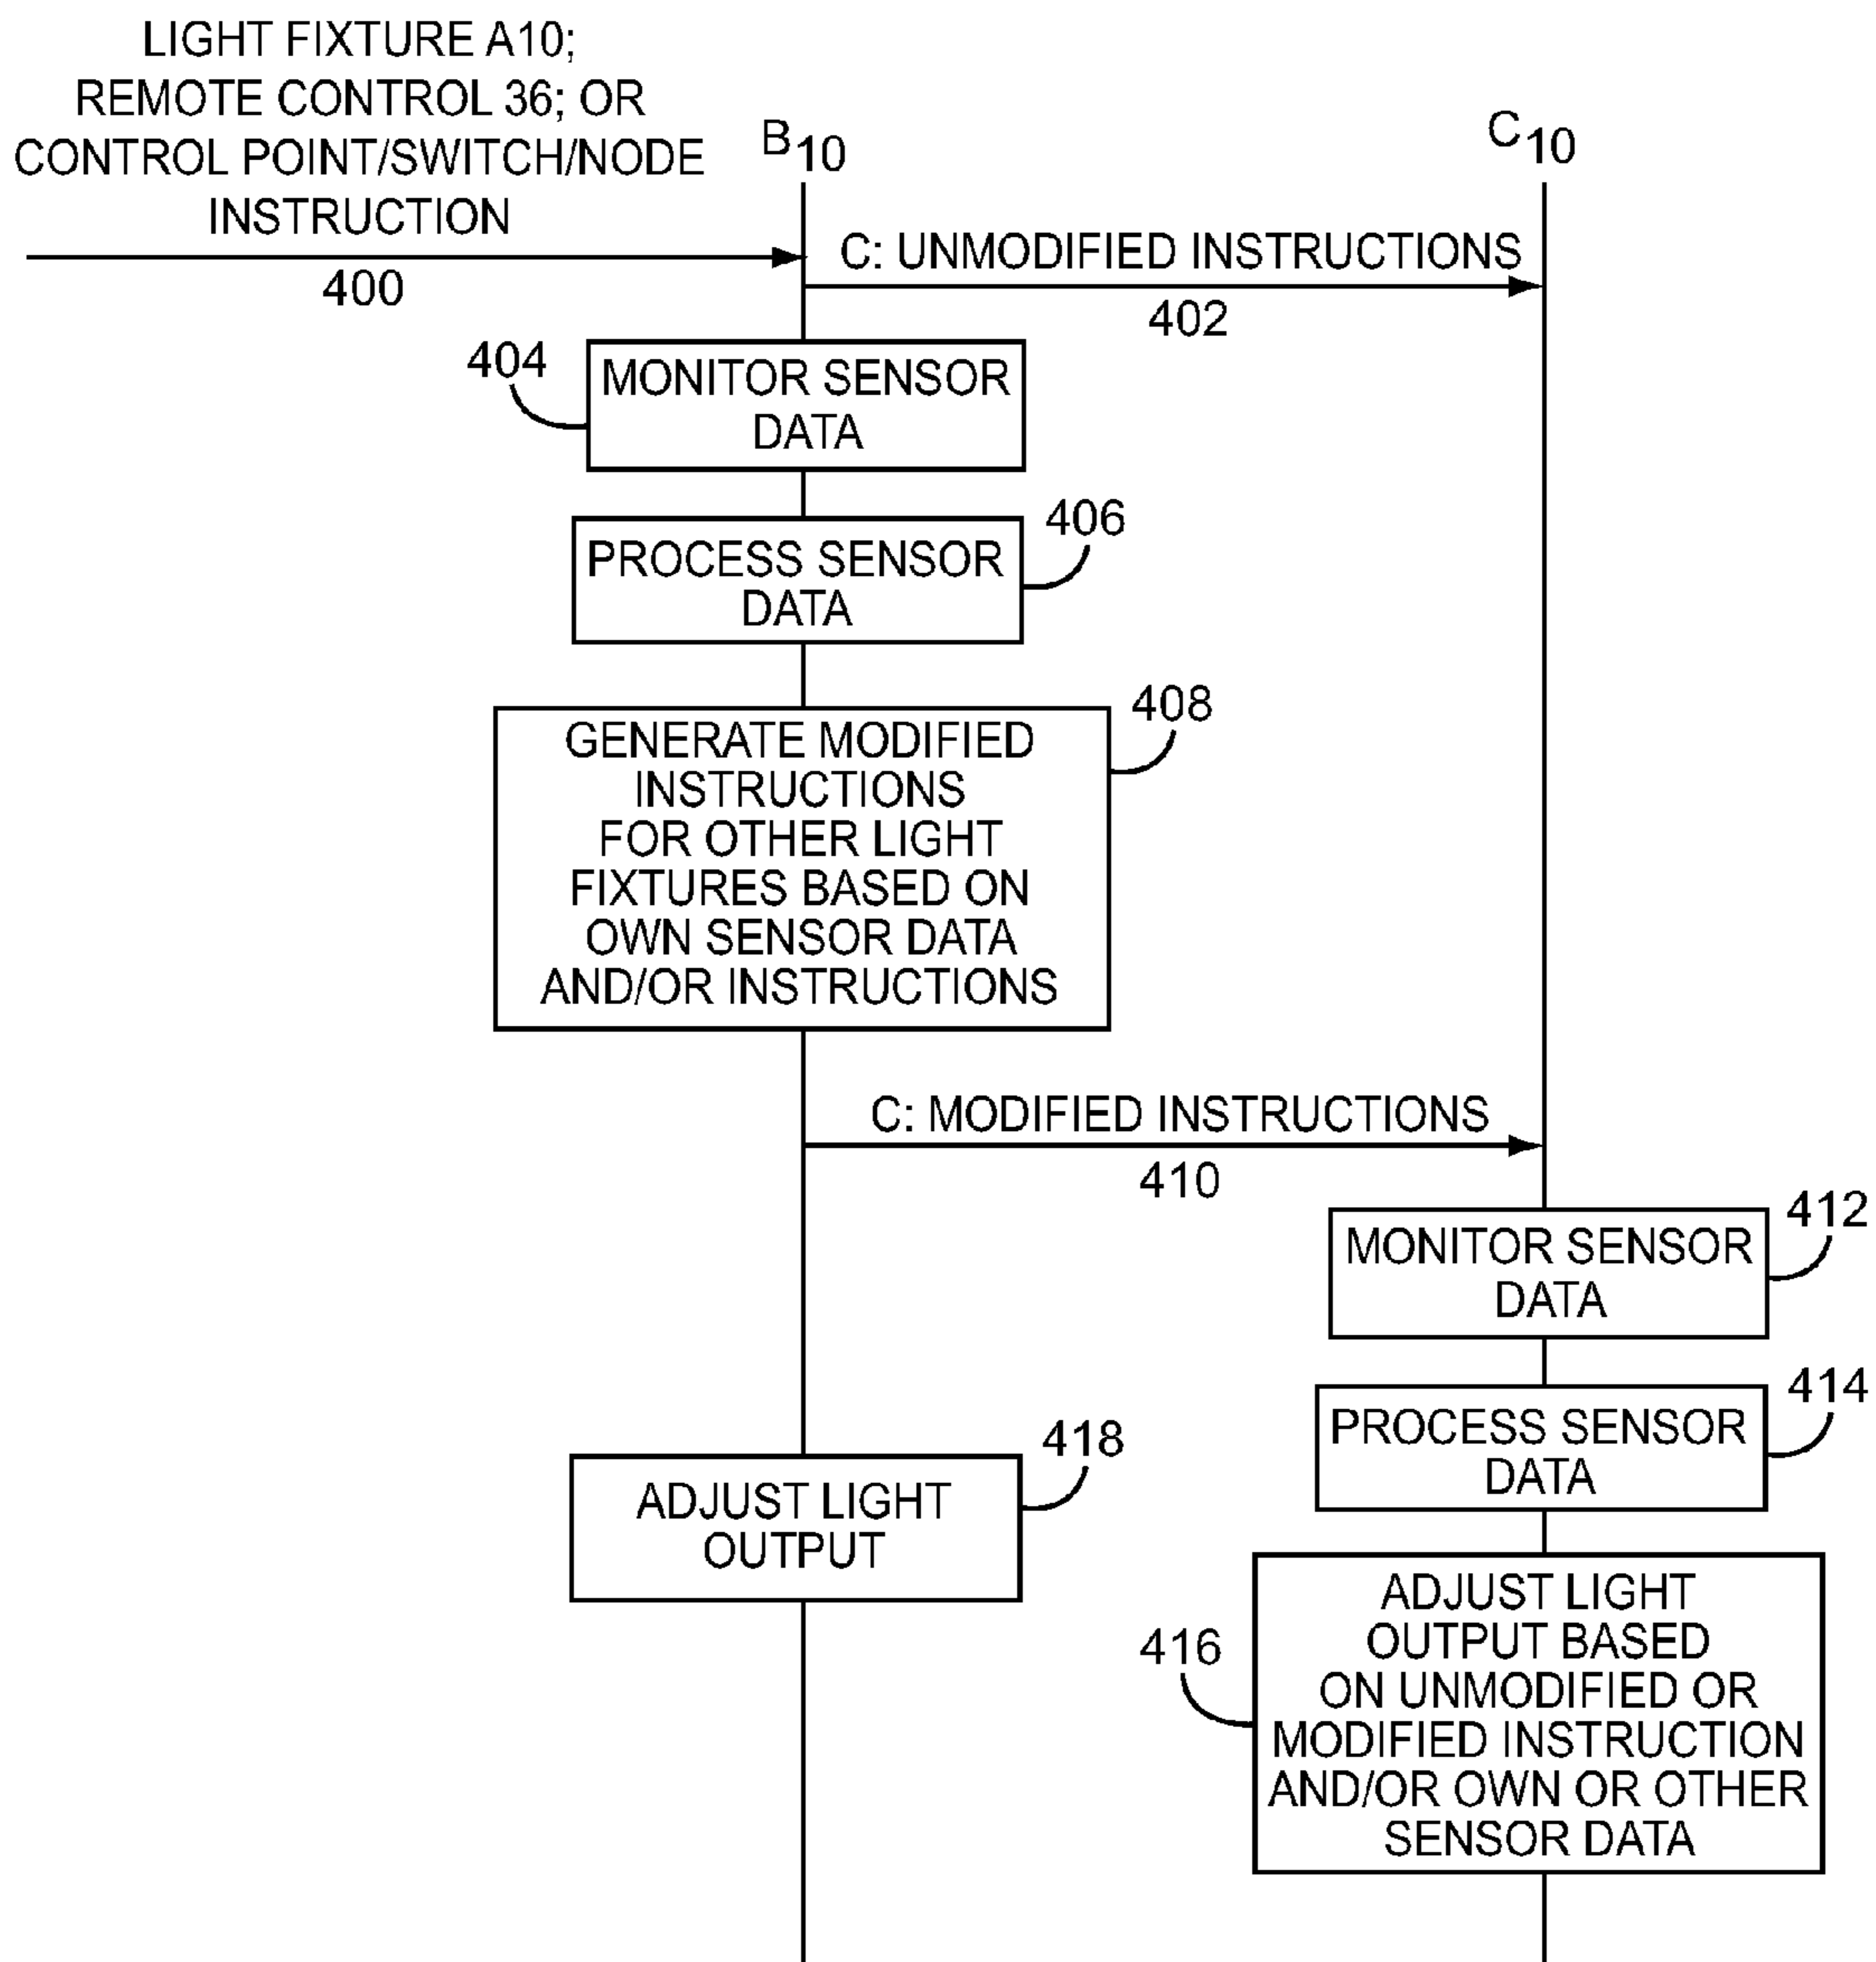 LIGHT FIXTURE A10;
REMOTE CONTROL 36; OR
CONTROL POINT/SWITCH/NODE
INSTRUCTION
400
B10
C10
C: UNMODIFIED INSTRUCTIONS
402
404
MONITOR SENSOR
DATA
406
PROCESS SENSOR
DATA
408
GENERATE MODIFIED
INSTRUCTIONS
FOR OTHER LIGHT
FIXTURES BASED ON
OWN SENSOR DATA
AND/OR INSTRUCTIONS
C: MODIFIED INSTRUCTIONS
410
412
MONITOR SENSOR
DATA
414
PROCESS SENSOR
DATA
418
ADJUST LIGHT
OUTPUT
416
ADJUST LIGHT
OUTPUT BASED
ON UNMODIFIED OR
MODIFIED INSTRUCTION
AND/OR OWN OR OTHER
SENSOR DATA